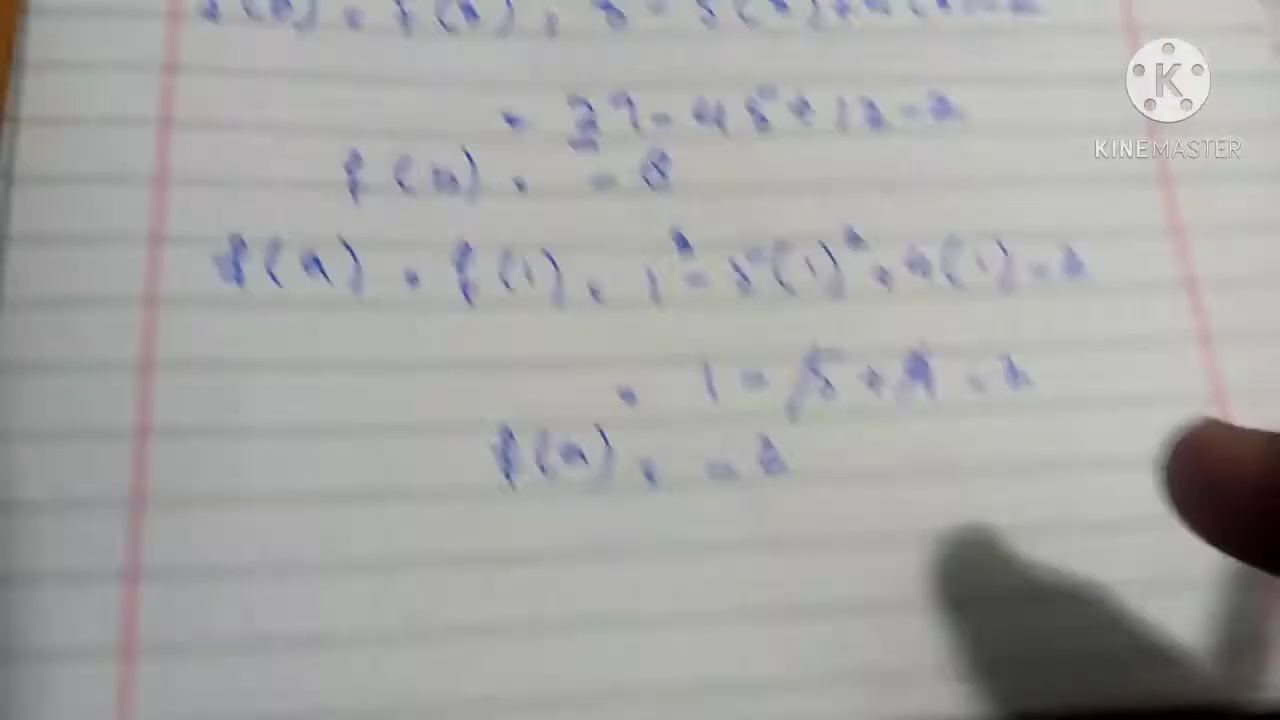 = 27 - 45 + 12 - 2
f(b) = - 8
f(a) = f(1) = 1³ - 5(1)² + 4(1) - 2
= 1 - 5 + 4 - 2
f(a) = - 2
K
KINEMASTER